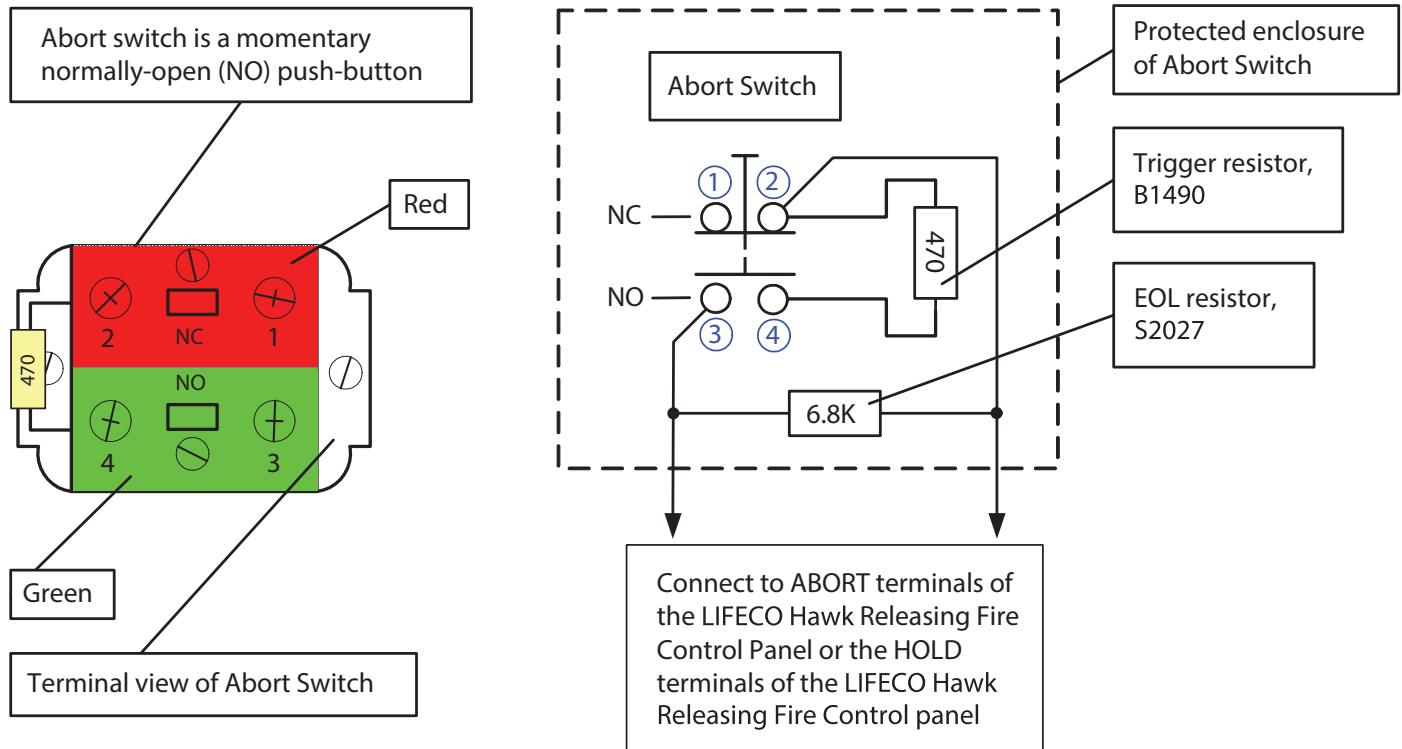 Abort switch is a momentary
normally-open (NO) push-button
Red
2
NC
1
470
NO
4
3
Green
Terminal view of Abort Switch
Abort Switch
Protected enclosure
of Abort Switch
1
2
NC
470
Trigger resistor,
B1490
NO
3
4
EOL resistor,
S2027
6.8K
Connect to ABORT terminals of
the LIFECO Hawk Releasing Fire
Control Panel or the HOLD
terminals of the LIFECO Hawk
Releasing Fire Control panel